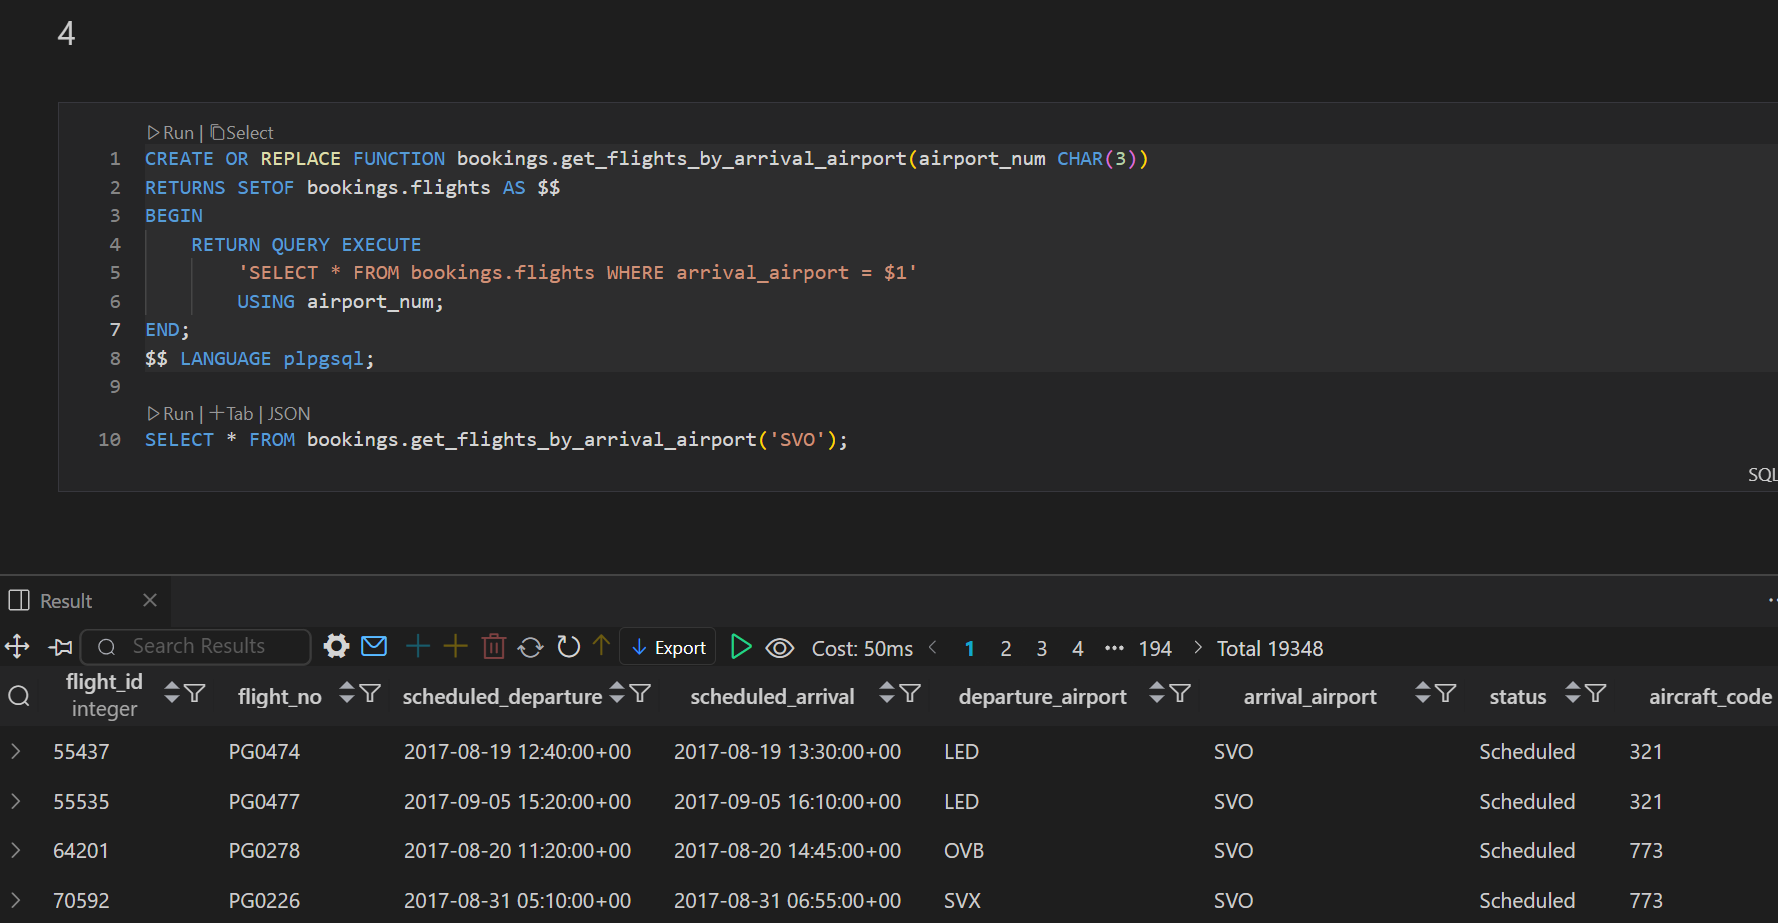 4
Run | Select
1 CREATE OR REPLACE FUNCTION bookings.get_flights_by_arrival_airport(airport_num CHAR(3))
2 RETURNS SETOF bookings.flights AS $$
3 BEGIN
4 RETURN QUERY EXECUTE
5 'SELECT * FROM bookings.flights WHERE arrival_airport = $1'
6 USING airport_num;
7 END;
8 $$ LANGUAGE plpgsql;
9
Run | +Tab | JSON
10 SELECT * FROM bookings.get_flights_by_arrival_airport('SVO');
SQL
Result
Search Results Export Cost: 50ms < 1 2 3 4 ••• 194 > Total 19348
flight_id integer flight_no scheduled_departure scheduled_arrival departure_airport arrival_airport status aircraft_code
55437 PG0474 2017-08-19 12:40:00+00 2017-08-19 13:30:00+00 LED SVO Scheduled 321
55535 PG0477 2017-09-05 15:20:00+00 2017-09-05 16:10:00+00 LED SVO Scheduled 321
64201 PG0278 2017-08-20 11:20:00+00 2017-08-20 14:45:00+00 OVB SVO Scheduled 773
70592 PG0226 2017-08-31 05:10:00+00 2017-08-31 06:55:00+00 SVX SVO Scheduled 773